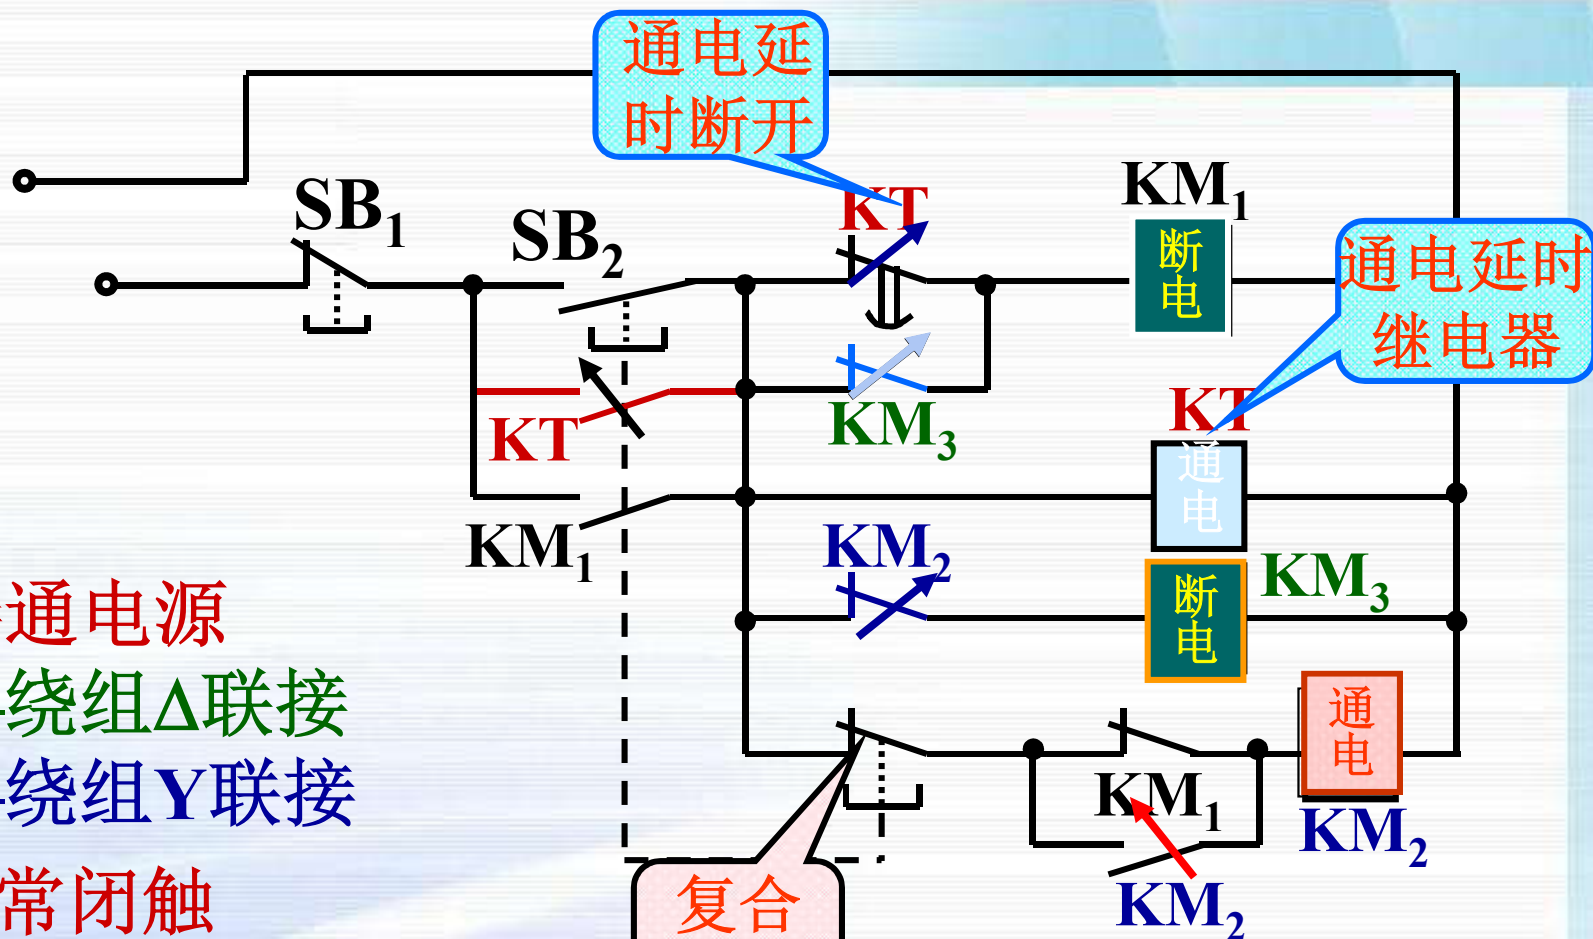 通电延
时断开
KT
KM₁
SB₁
SB₂
断
电
通电延时
继电器
KT
KM₃
KT
通
电
KM₁
KM₂
断
电
KM₃
通电源
绕组Δ联接
绕组Y联接
常闭触
KM₁
通
电
KM₂
KM₂
复合